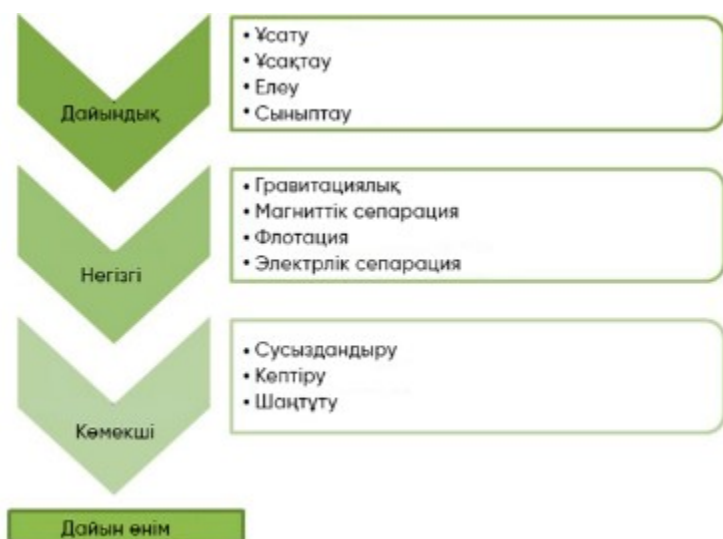 Дайындық
• Ұсату
• Ұсақтау
• Елеу
• Сыныптау
Негізгі
• Гравитациялық
• Магниттік сепарация
• Флотация
• Электрлік сепарация
Көмекші
• Сусыздандыру
• Кептіру
• Шаңтұту
Дайын өнім